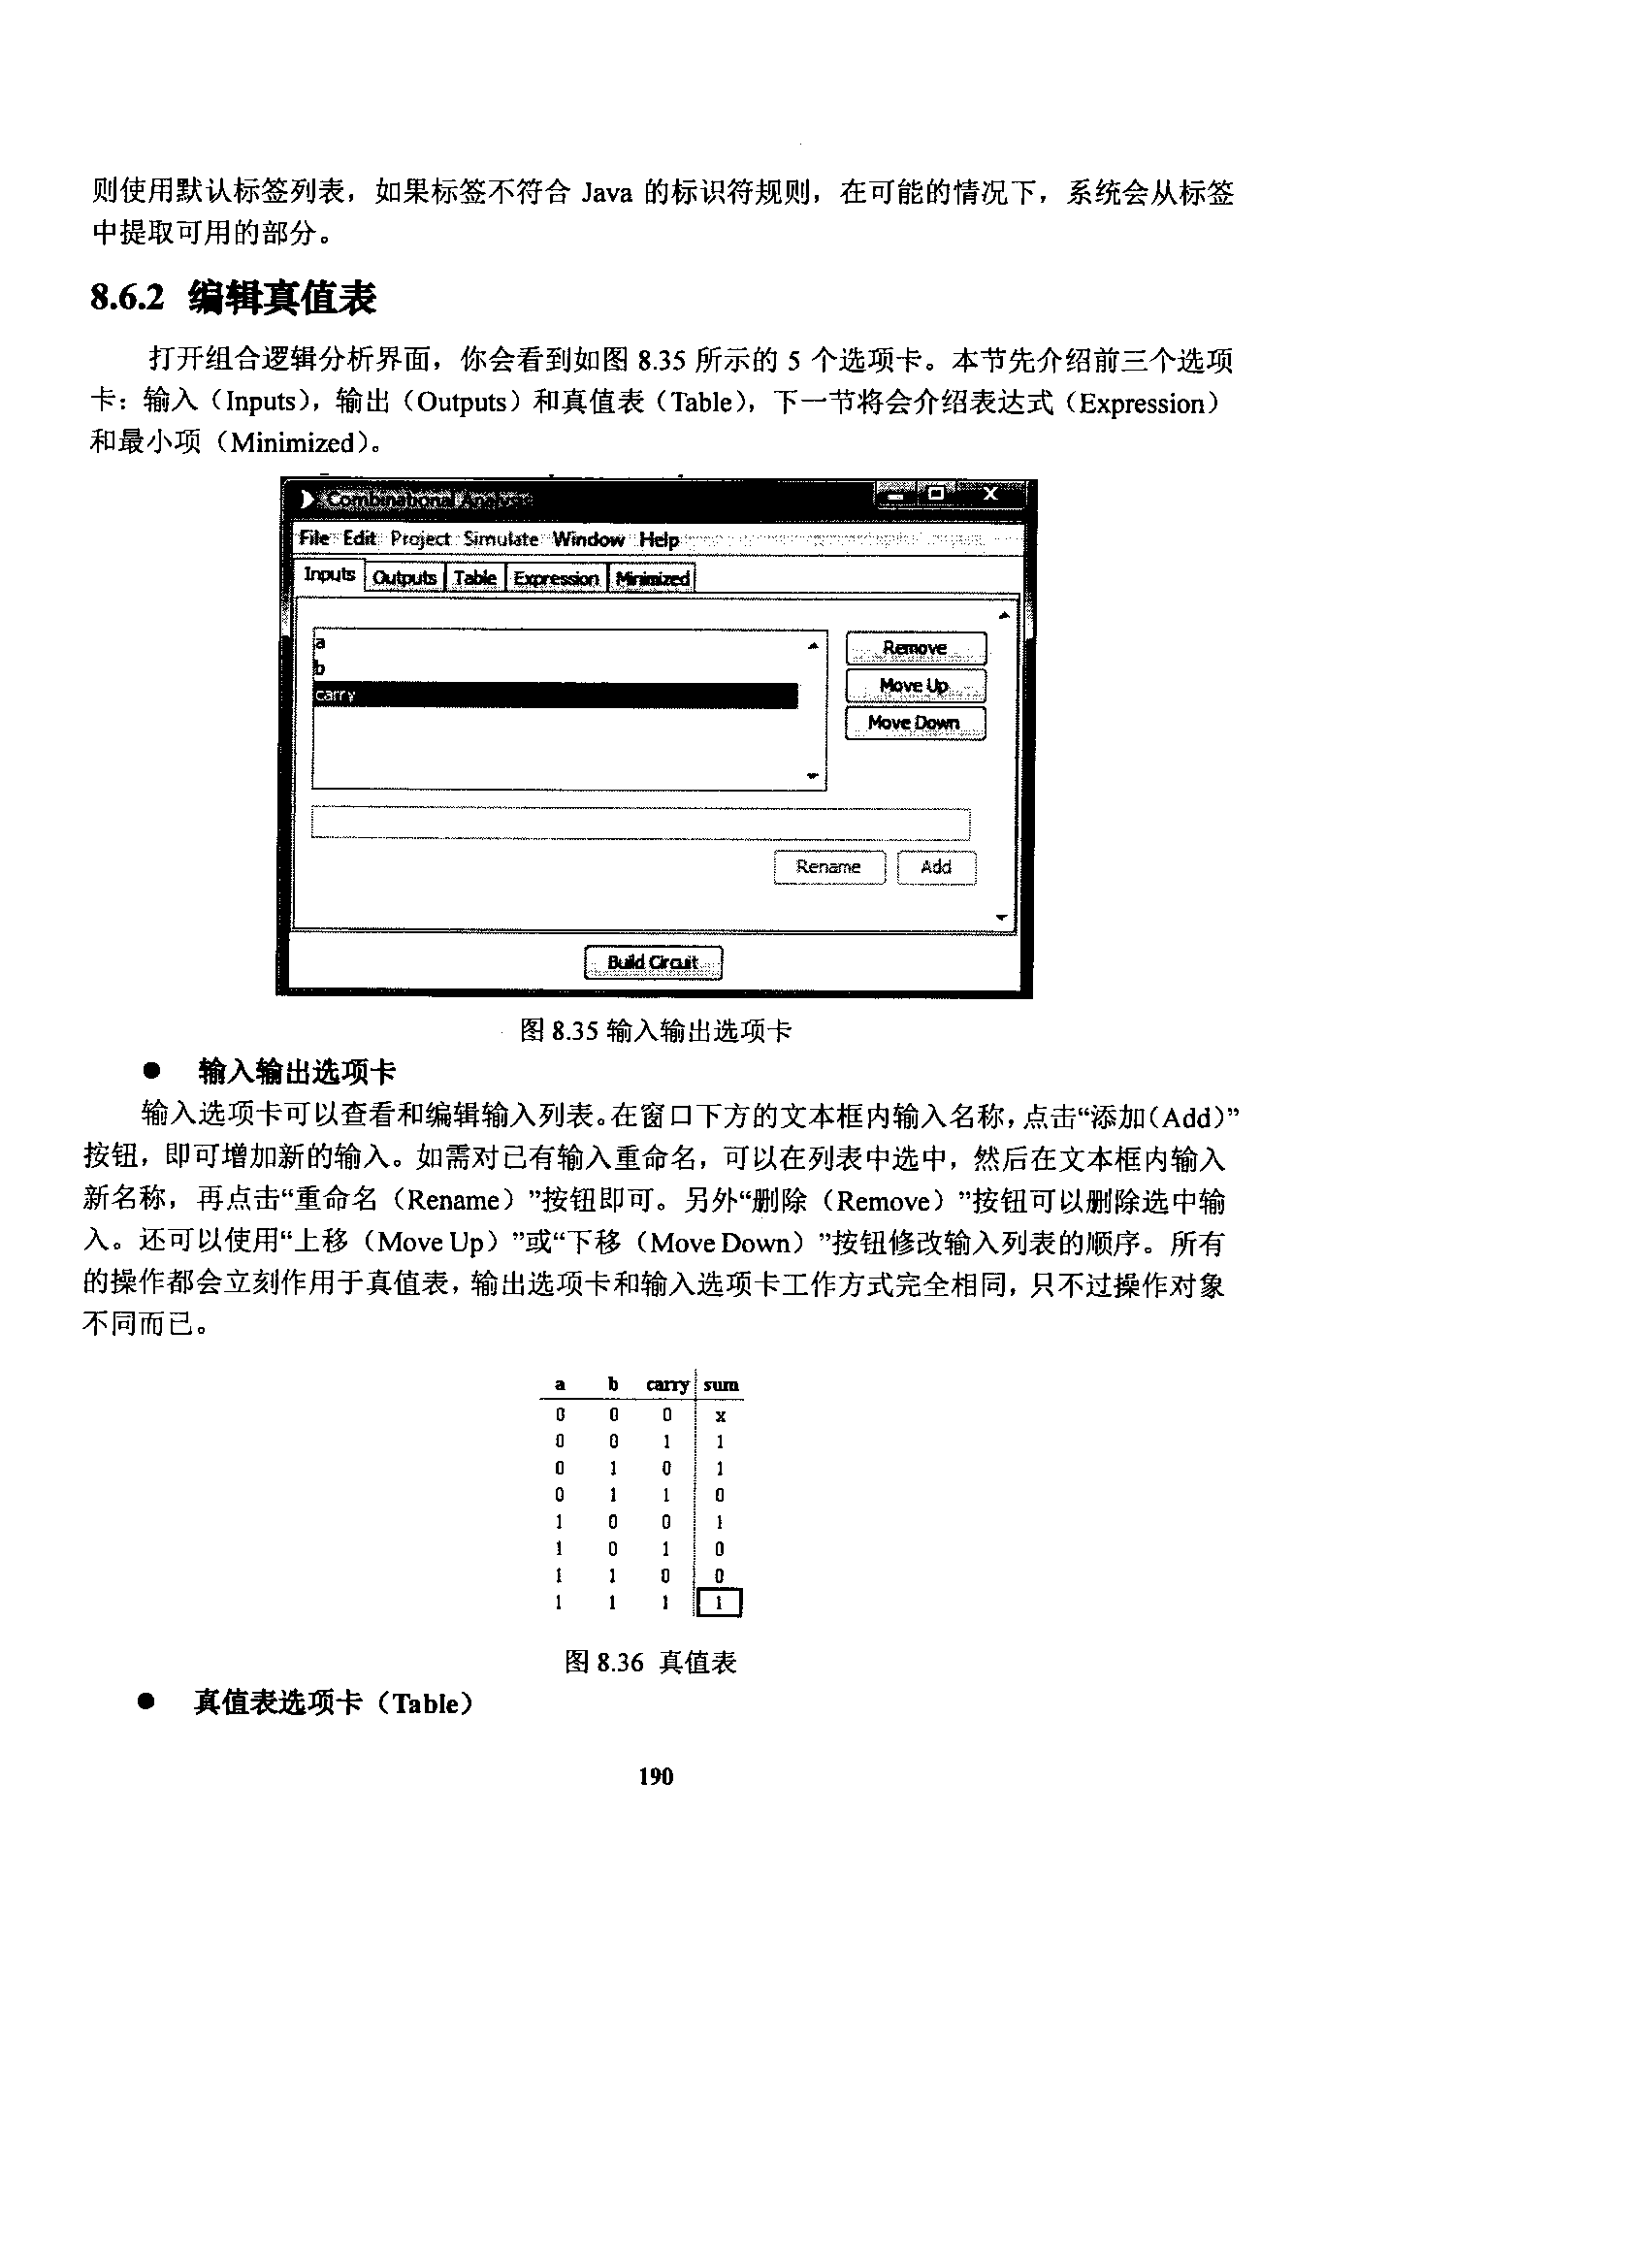 则使用默认标签列表，如果标签不符合 Java 的标识符规则，在可能的情况下，系统会从标签
中提取可用的部分。
8.6.2 编辑真值表
打开组合逻辑分析界面，你会看到如图 8.35 所示的 5 个选项卡。本节先介绍前三个选项
卡：输入（Inputs），输出（Outputs）和真值表（Table），下一节将会介绍表达式（Expression）
和最小项（Minimized）。
Combinational Analysis
File Edit Project Simulate Window Help
Inputs Outputs Table Expression Minimized
a
b
carry
Remove
Move Up
Move Down
Rename Add
Build Circuit
图 8.35 输入输出选项卡
● 输入输出选项卡
输入选项卡可以查看和编辑输入列表。在窗口下方的文本框内输入名称，点击“添加（Add）”
按钮，即可增加新的输入。如需对已有输入重命名，可以在列表中选中，然后在文本框内输入
新名称，再点击“重命名（Rename）”按钮即可。另外“删除（Remove）”按钮可以删除选中输
入。还可以使用“上移（Move Up）”或“下移（Move Down）”按钮修改输入列表的顺序。所有
的操作都会立刻作用于真值表，输出选项卡和输入选项卡工作方式完全相同，只不过操作对象
不同而已。
a b carry sum
0 0 0 x
0 0 1 1
0 1 0 1
0 1 1 0
1 0 0 1
1 0 1 0
1 1 0 0
1 1 1 1
图 8.36 真值表
● 真值表选项卡（Table）
190